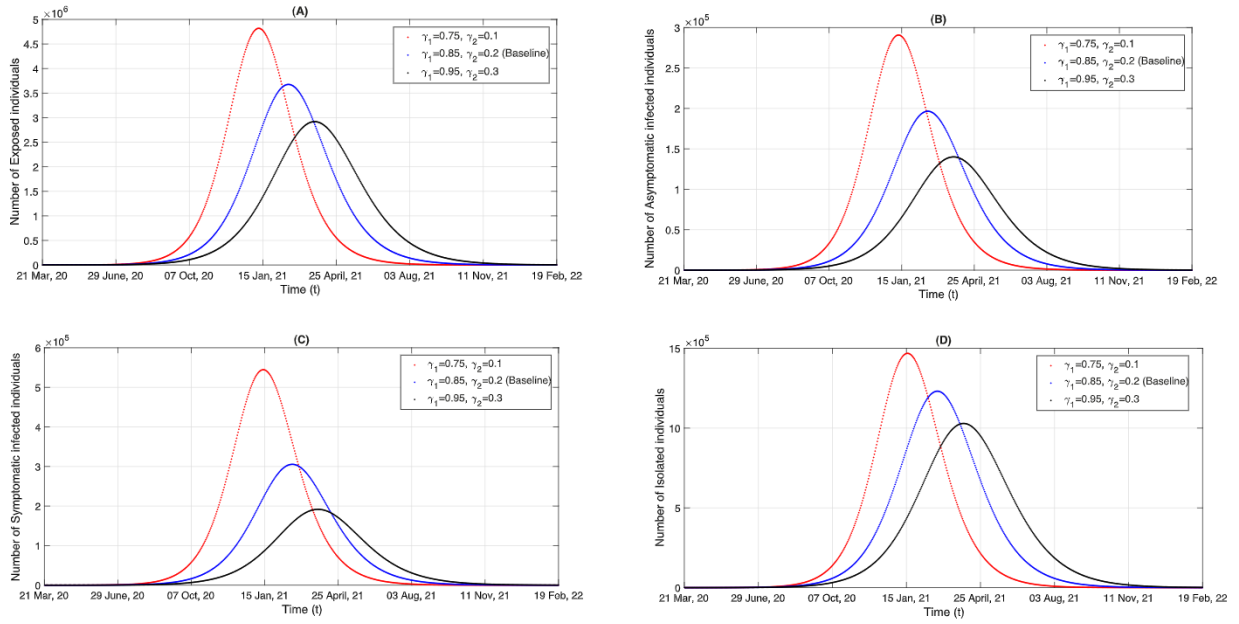 (A)
×10⁶
5
4.5
4
3.5
3
2.5
2
1.5
1
0.5
0
Number of Exposed individuals
γ₁=0.75, γ₂=0.1
γ₁=0.85, γ₂=0.2 (Baseline)
γ₁=0.95, γ₂=0.3
21 Mar, 20 29 June, 20 07 Oct, 20 15 Jan, 21 25 April, 21 03 Aug, 21 11 Nov, 21 19 Feb, 22
Time (t)
(B)
×10⁵
3
2.5
2
1.5
1
0.5
0
Number of Asymptomatic infected individuals
γ₁=0.75, γ₂=0.1
γ₁=0.85, γ₂=0.2 (Baseline)
γ₁=0.95, γ₂=0.3
21 Mar, 20 29 June, 20 07 Oct, 20 15 Jan, 21 25 April, 21 03 Aug, 21 11 Nov, 21 19 Feb, 22
Time (t)
(C)
×10⁵
6
5
4
3
2
1
0
Number of Symptomatic infected individuals
γ₁=0.75, γ₂=0.1
γ₁=0.85, γ₂=0.2 (Baseline)
γ₁=0.95, γ₂=0.3
21 Mar, 20 29 June, 20 07 Oct, 20 15 Jan, 21 25 April, 21 03 Aug, 21 11 Nov, 21 19 Feb, 22
Time (t)
(D)
×10⁵
15
10
5
0
Number of Isolated individuals
γ₁=0.75, γ₂=0.1
γ₁=0.85, γ₂=0.2 (Baseline)
γ₁=0.95, γ₂=0.3
21 Mar, 20 29 June, 20 07 Oct, 20 15 Jan, 21 25 April, 21 03 Aug, 21 11 Nov, 21 19 Feb, 22
Time (t)